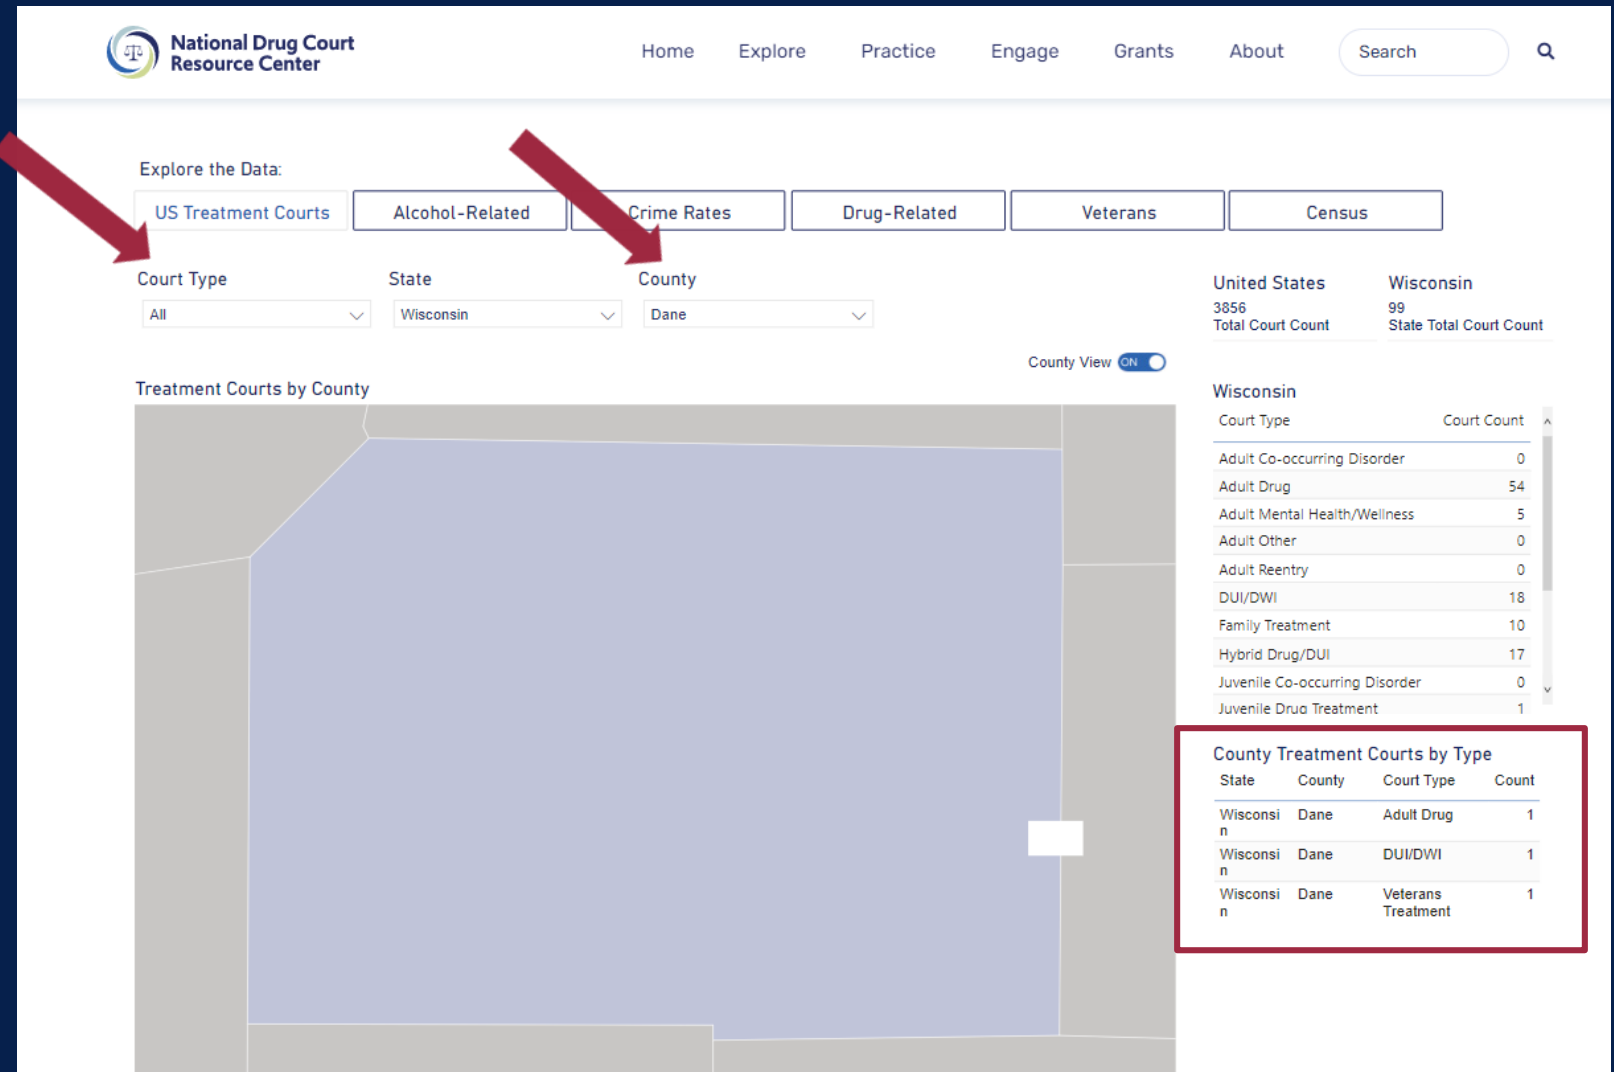 National Drug Court
Resource Center
Home Explore Practice Engage Grants About Search
Explore the Data:
US Treatment Courts Alcohol-Related Crime Rates Drug-Related Veterans Census
Court Type State County
All Wisconsin Dane
United States Wisconsin
3856 99
Total Court Count State Total Court Count
County View ON
Treatment Courts by County
Wisconsin
Court Type Court Count
Adult Co-occurring Disorder 0
Adult Drug 54
Adult Mental Health/Wellness 5
Adult Other 0
Adult Reentry 0
DUI/DWI 18
Family Treatment 10
Hybrid Drug/DUI 17
Juvenile Co-occurring Disorder 0
Juvenile Drug Treatment 1
County Treatment Courts by Type
State County Court Type Count
Wisconsi Dane Adult Drug 1
n
Wisconsi Dane DUI/DWI 1
n
Wisconsi Dane Veterans 1
n Treatment